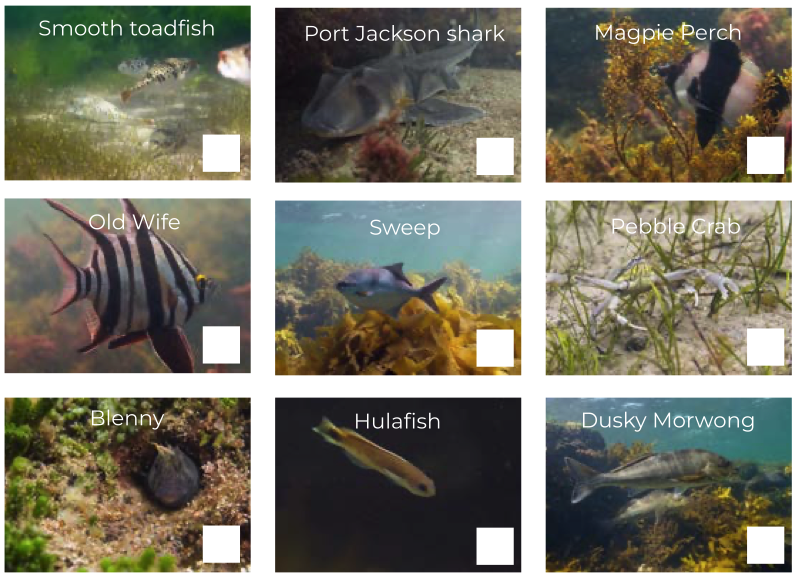 Smooth toadfish
Port Jackson shark
Magpie Perch
Old Wife
Sweep
Pebble Crab
Blenny
Hulafish
Dusky Morwong